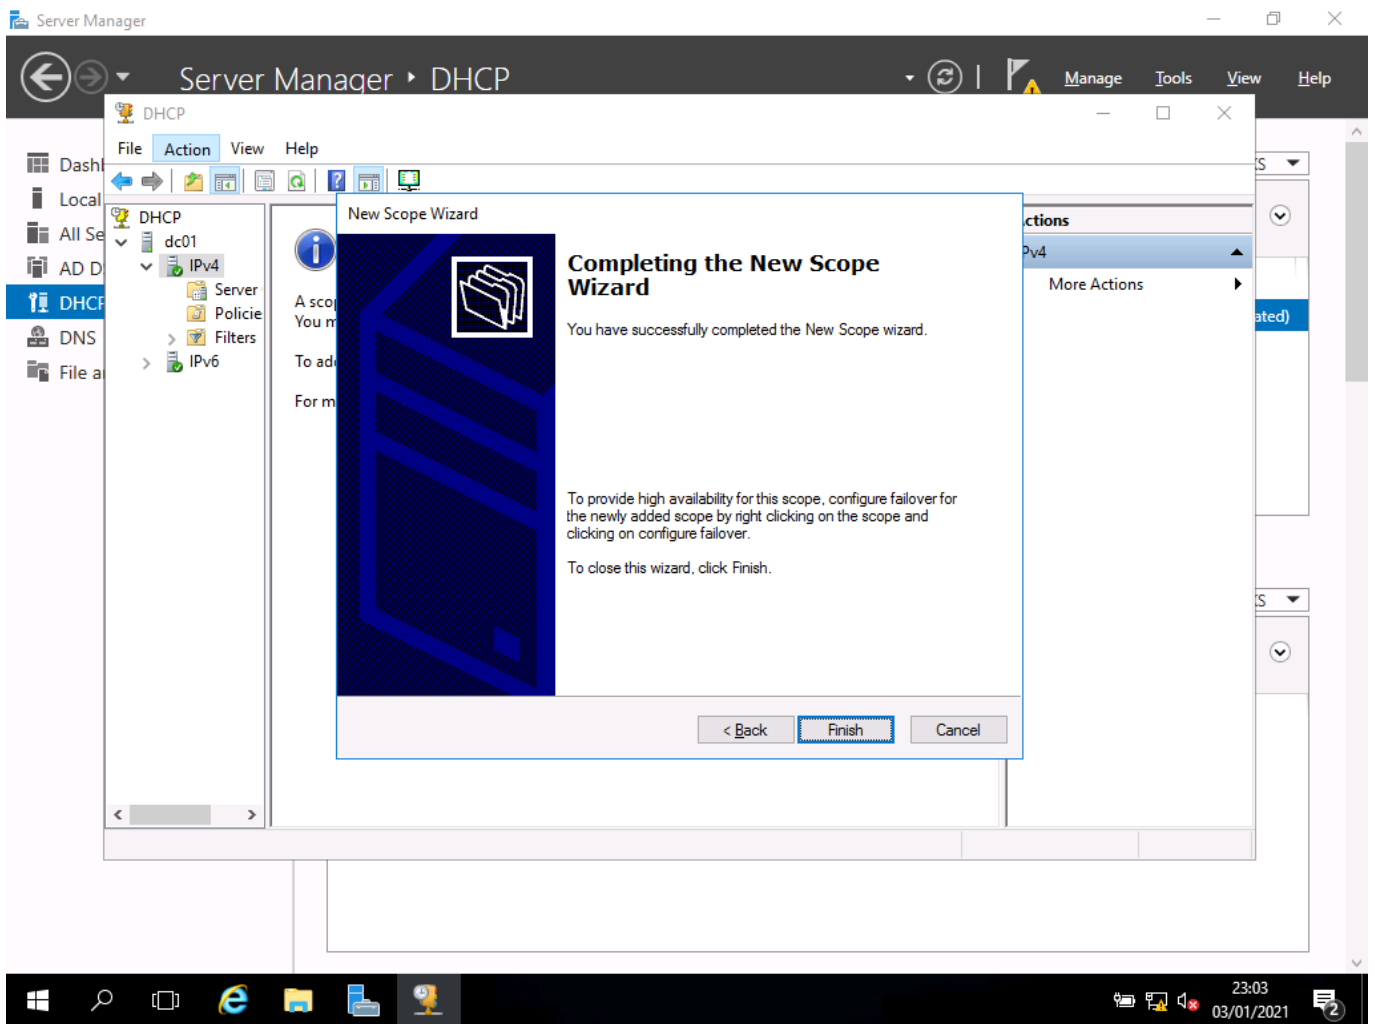 Server Manager
Server Manager
DHCP
Manage
Tools
View
Help
DHCP
File
Action
View
Help
Local
All Se
AD D
DHCP
DNS
File a
DHCP
dc01
IPv4
Server
Policie
Filters
IPv6
A scop
You m
To add
For m
New Scope Wizard
Completing the New Scope
Wizard
You have successfully completed the New Scope wizard.
To provide high availability for this scope, configure failover for
the newly added scope by right clicking on the scope and
clicking on configure failover.
To close this wizard, click Finish.
< Back
Finish
Cancel
ctions
Pv4
More Actions
ated)
23:03
03/01/2021
2